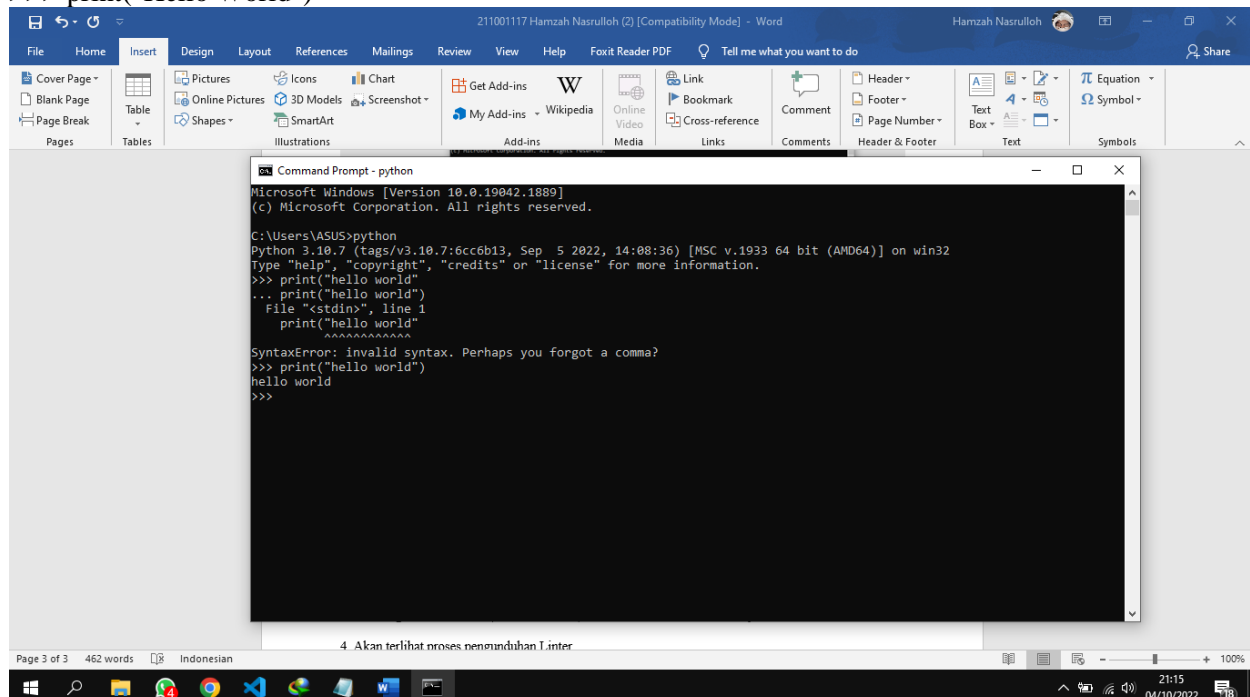 >>> print("Hello World")
211001117 Hamzah Nasrulloh (2) [Compatibility Mode] - Word
Hamzah Nasrulloh
File Home Insert Design Layout References Mailings Review View Help Foxit Reader PDF Tell me what you want to do Share
Cover Page
Blank Page
Page Break
Pages
Table
Tables
Pictures
Online Pictures
Shapes
Icons
3D Models
SmartArt
Chart
Screenshot
Illustrations
Get Add-ins
My Add-ins
Wikipedia
Add-ins
Online
Video
Media
Link
Bookmark
Cross-reference
Links
Comment
Comments
Header
Footer
Page Number
Header & Footer
Text
Box
Text
Equation
Symbol
Symbols
(c) Microsoft Corporation. All rights reserved.
Command Prompt - python
Microsoft Windows [Version 10.0.19042.1889]
(c) Microsoft Corporation. All rights reserved.
C:\Users\ASUS>python
Python 3.10.7 (tags/v3.10.7:6cc6b13, Sep  5 2022, 14:08:36) [MSC v.1933 64 bit (AMD64)] on win32
Type "help", "copyright", "credits" or "license" for more information.
>>> print("hello world"
... print("hello world")
  File "<stdin>", line 1
    print("hello world"
          ^^^^^^^^^^^^^
SyntaxError: invalid syntax. Perhaps you forgot a comma?
>>> print("hello world")
hello world
>>>
4. Akan terlihat proses pengunduhan Linter
Page 3 of 3 462 words Indonesian 100%
4
21:15
04/10/2022
18